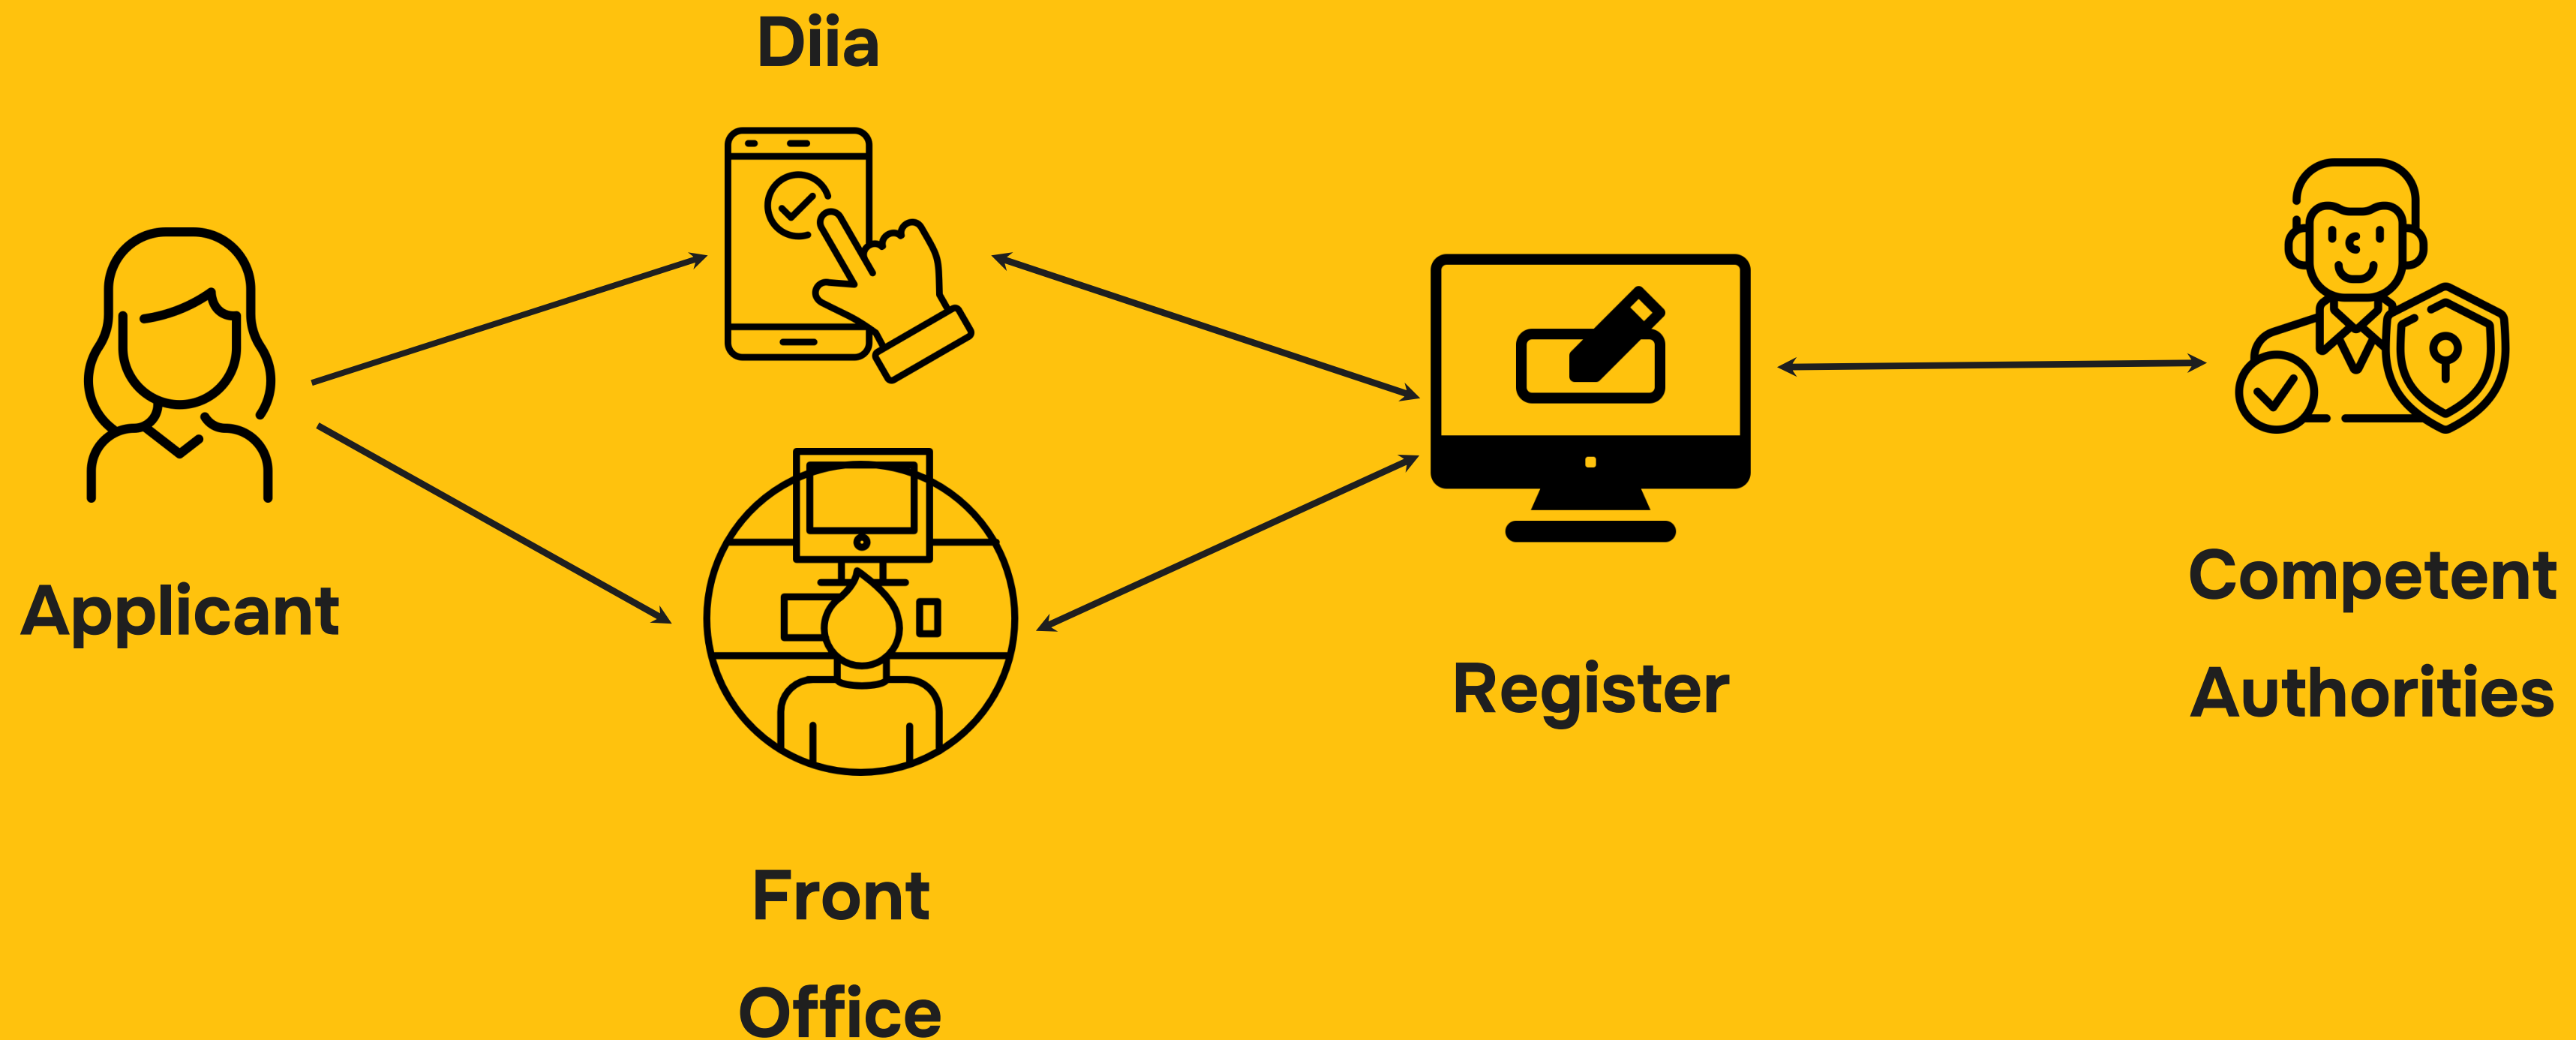 Diia
Applicant
Front
Office
Register
Competent
Authorities